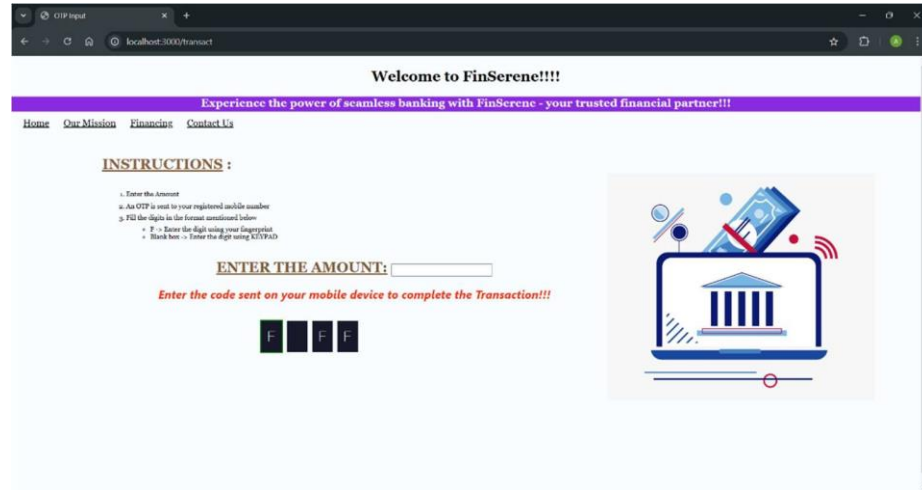 OTP Input
localhost:3000/transact
Welcome to FinSerene!!!!
Experience the power of seamless banking with FinSerene - your trusted financial partner!!!
Home Our Mission Financing Contact Us
INSTRUCTIONS :
1. Enter the Amount
2. An OTP is sent to your registered mobile number
3. Fill the digits in the format mentioned below
F -> Enter the digit using your fingerprint
Blank box -> Enter the digit using KEYPAD
ENTER THE AMOUNT:
Enter the code sent on your mobile device to complete the Transaction!!!
F F F